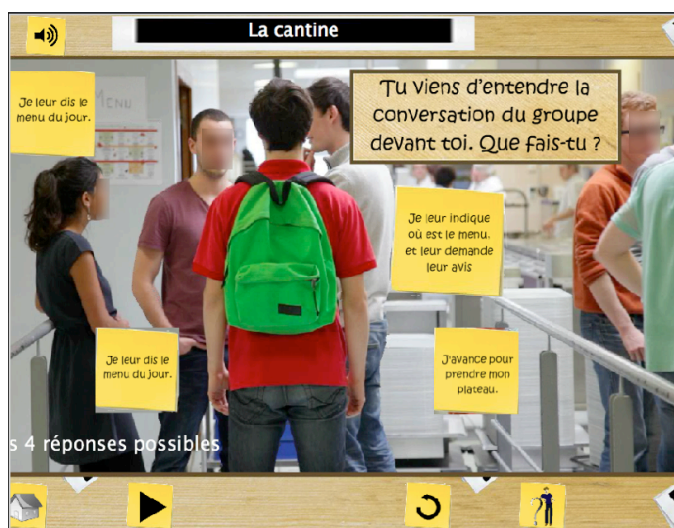 La cantine
Je leur dis le
menu du jour.
MENU
Tu viens d'entendre la
conversation du groupe
devant toi. Que fais-tu ?
Je leur indique
où est le menu,
et leur demande
leur avis
Je leur dis le
menu du jour.
J'avance pour
prendre mon
plateau.
s 4 réponses possibles